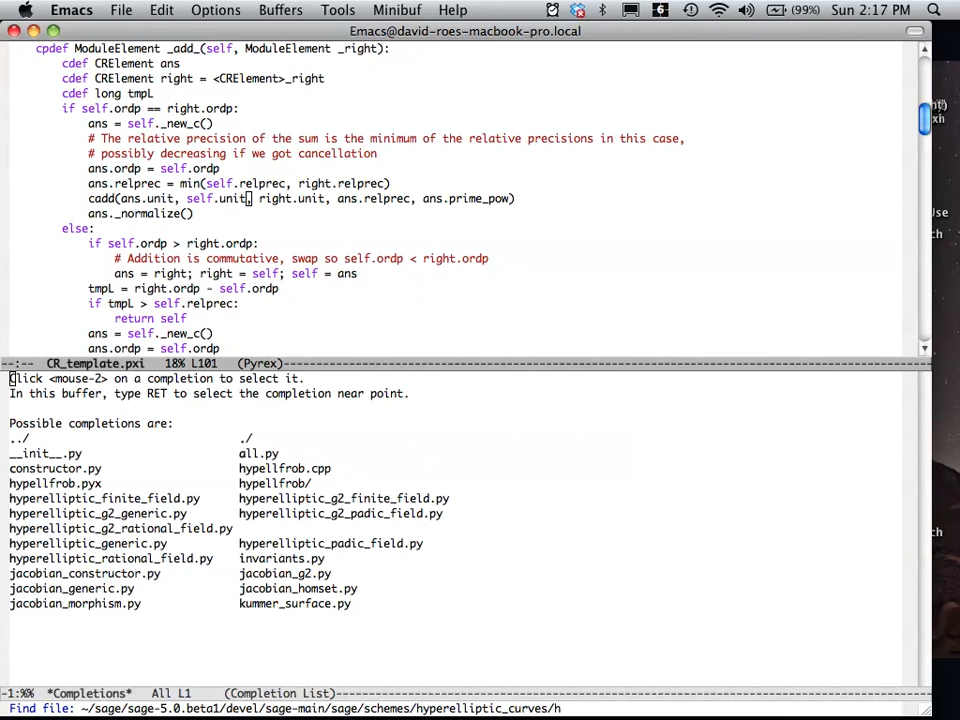 Emacs File Edit Options Buffers Tools Minibuf Help 6 (99%) Sun 2:17 PM
Emacs@david-roes-macbook-pro.local
cpdef ModuleElement _add_(self, ModuleElement _right):
cdef CRElement ans
cdef CRElement right = <CRElement>_right
cdef long tmpL
if self.ordp == right.ordp:
ans = self._new_c()
# The relative precision of the sum is the minimum of the relative precisions in this case,
# possibly decreasing if we got cancellation
ans.ordp = self.ordp
ans.relprec = min(self.relprec, right.relprec)
cadd(ans.unit, self.unit, right.unit, ans.relprec, ans.prime_pow)
ans._normalize()
else:
if self.ordp > right.ordp:
# Addition is commutative, swap so self.ordp < right.ordp
ans = right; right = self; self = ans
tmpL = right.ordp - self.ordp
if tmpL > self.relprec:
return self
ans = self._new_c()
ans.ordp = self.ordp
--:-- CR_template.pxi 18% L101 (Pyrex)
Click <mouse-2> on a completion to select it.
In this buffer, type RET to select the completion near point.
Possible completions are:
../ ./
__init__.py all.py
constructor.py hypellfrob.cpp
hypellfrob.pyx hypellfrob/
hyperelliptic_finite_field.py hyperelliptic_g2_finite_field.py
hyperelliptic_g2_generic.py hyperelliptic_g2_padic_field.py
hyperelliptic_g2_rational_field.py
hyperelliptic_generic.py hyperelliptic_padic_field.py
hyperelliptic_rational_field.py invariants.py
jacobian_constructor.py jacobian_g2.py
jacobian_generic.py jacobian_homset.py
jacobian_morphism.py kummer_surface.py
-1:%% *Completions* All L1 (Completion List)
Find file: ~/sage/sage-5.0.beta1/devel/sage-main/sage/schemes/hyperelliptic_curves/h
xh
Use
ch
ch